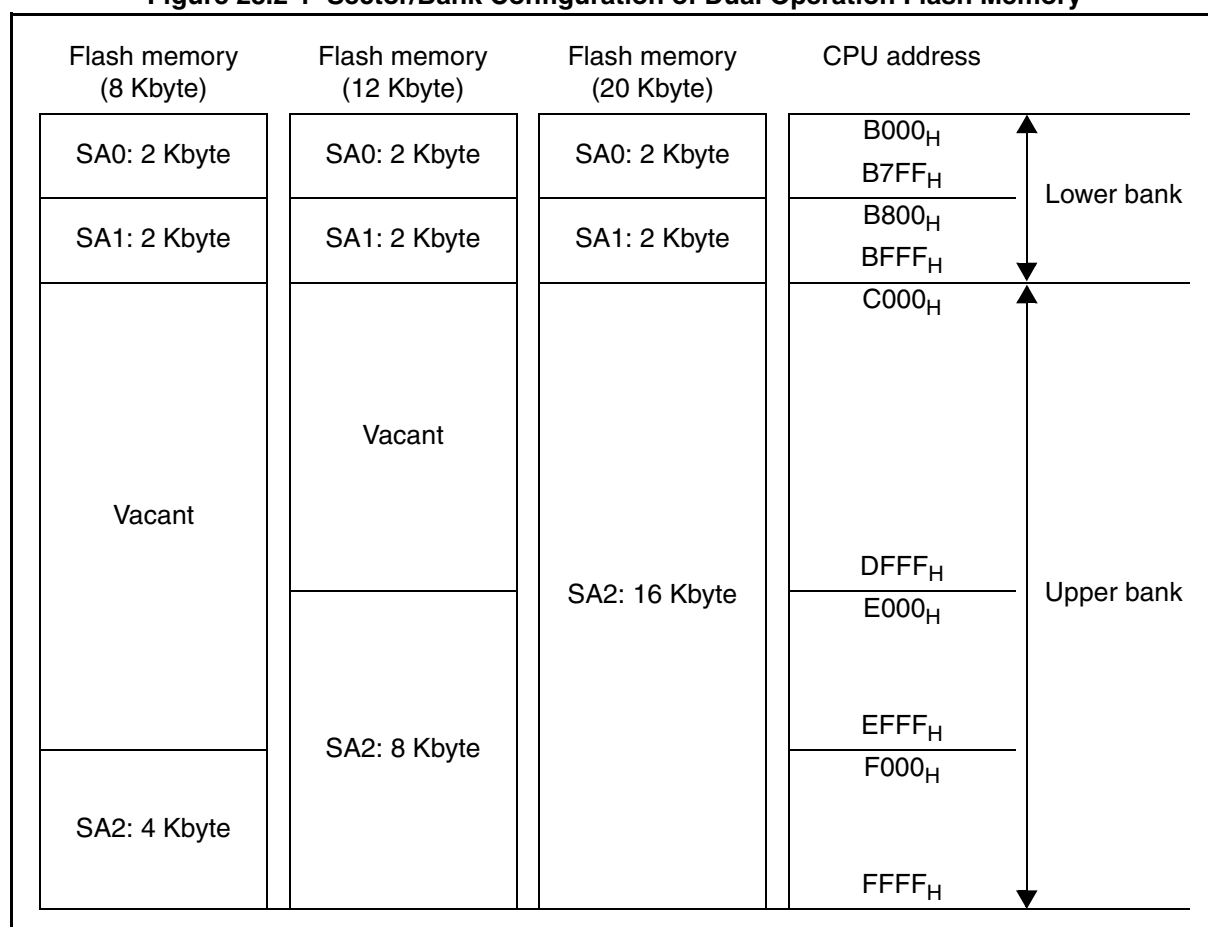 Figure 28.2-1 Sector/Bank Configuration of Dual Operation Flash Memory
Flash memory (8 Kbyte)
Flash memory (12 Kbyte)
Flash memory (20 Kbyte)
CPU address
SA0: 2 Kbyte
SA0: 2 Kbyte
SA0: 2 Kbyte
B000H
B7FFH
Lower bank
SA1: 2 Kbyte
SA1: 2 Kbyte
SA1: 2 Kbyte
B800H
BFFFH
C000H
Vacant
Vacant
SA2: 16 Kbyte
DFFFH
E000H
Upper bank
EFFFH
SA2: 8 Kbyte
F000H
SA2: 4 Kbyte
FFFFH